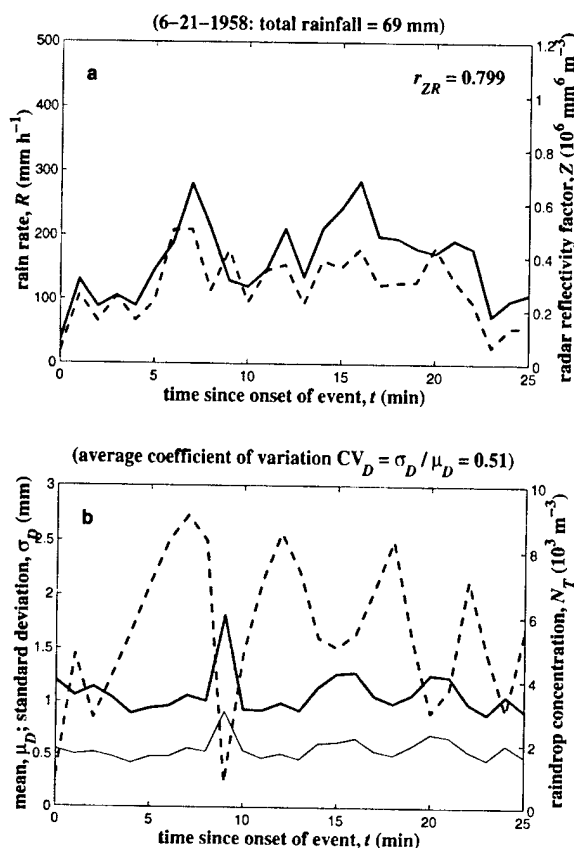 (6–21–1958: total rainfall = 69 mm)
a
r_ZR = 0.799
rain rate, R (mm h⁻¹)
500
400
300
200
100
0
radar reflectivity factor, Z (10⁶ mm⁶ m⁻³)
1.2
1
0.8
0.6
0.4
0.2
0
0 5 10 15 20 25
time since onset of event, t (min)
(average coefficient of variation CV_D = σ_D / μ_D = 0.51)
b
mean, μ_D; standard deviation, σ_D (mm)
3
2.5
2
1.5
1
0.5
0
raindrop concentration, N_T (10³ m⁻³)
10
8
6
4
2
0
0 5 10 15 20 25
time since onset of event, t (min)